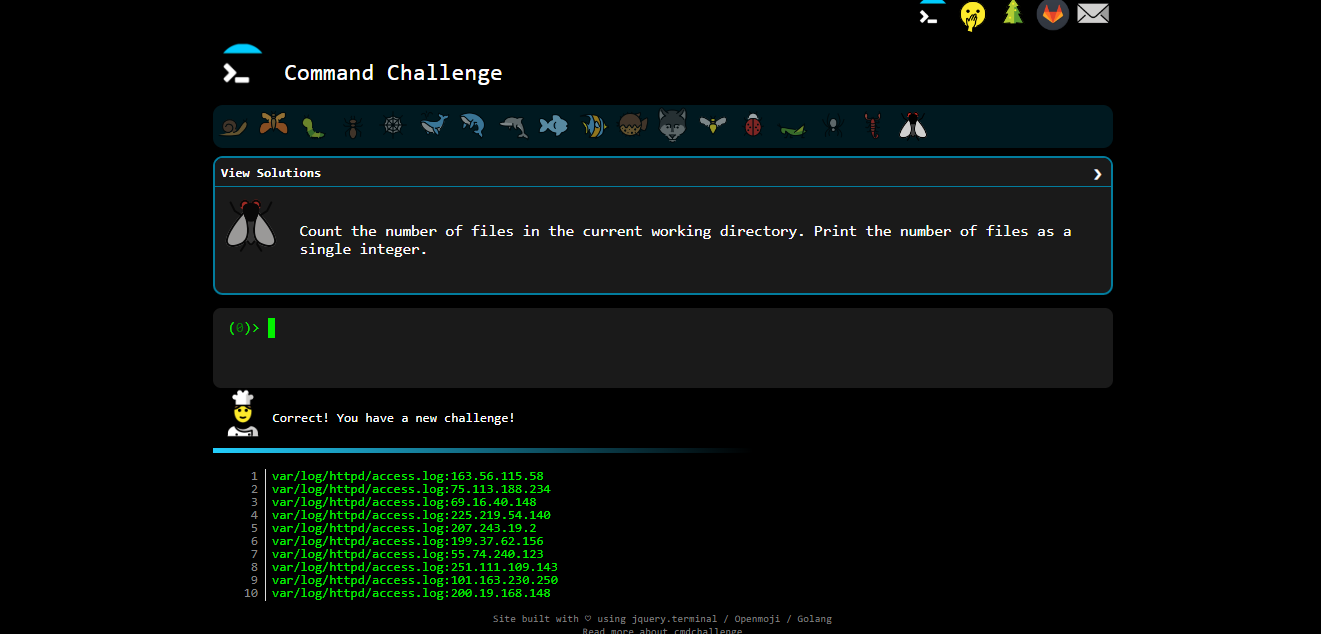 Command Challenge
View Solutions
Count the number of files in the current working directory. Print the number of files as a
single integer.
(0)>
Correct! You have a new challenge!
1 var/log/httpd/access.log:163.56.115.58
2 var/log/httpd/access.log:75.113.188.234
3 var/log/httpd/access.log:69.16.40.148
4 var/log/httpd/access.log:225.219.54.140
5 var/log/httpd/access.log:207.243.19.2
6 var/log/httpd/access.log:199.37.62.156
7 var/log/httpd/access.log:55.74.240.123
8 var/log/httpd/access.log:251.111.109.143
9 var/log/httpd/access.log:101.163.230.250
10 var/log/httpd/access.log:200.19.168.148
Site built with ♡ using jquery.terminal / Openmoji / Golang
Read more about cmdchallenge